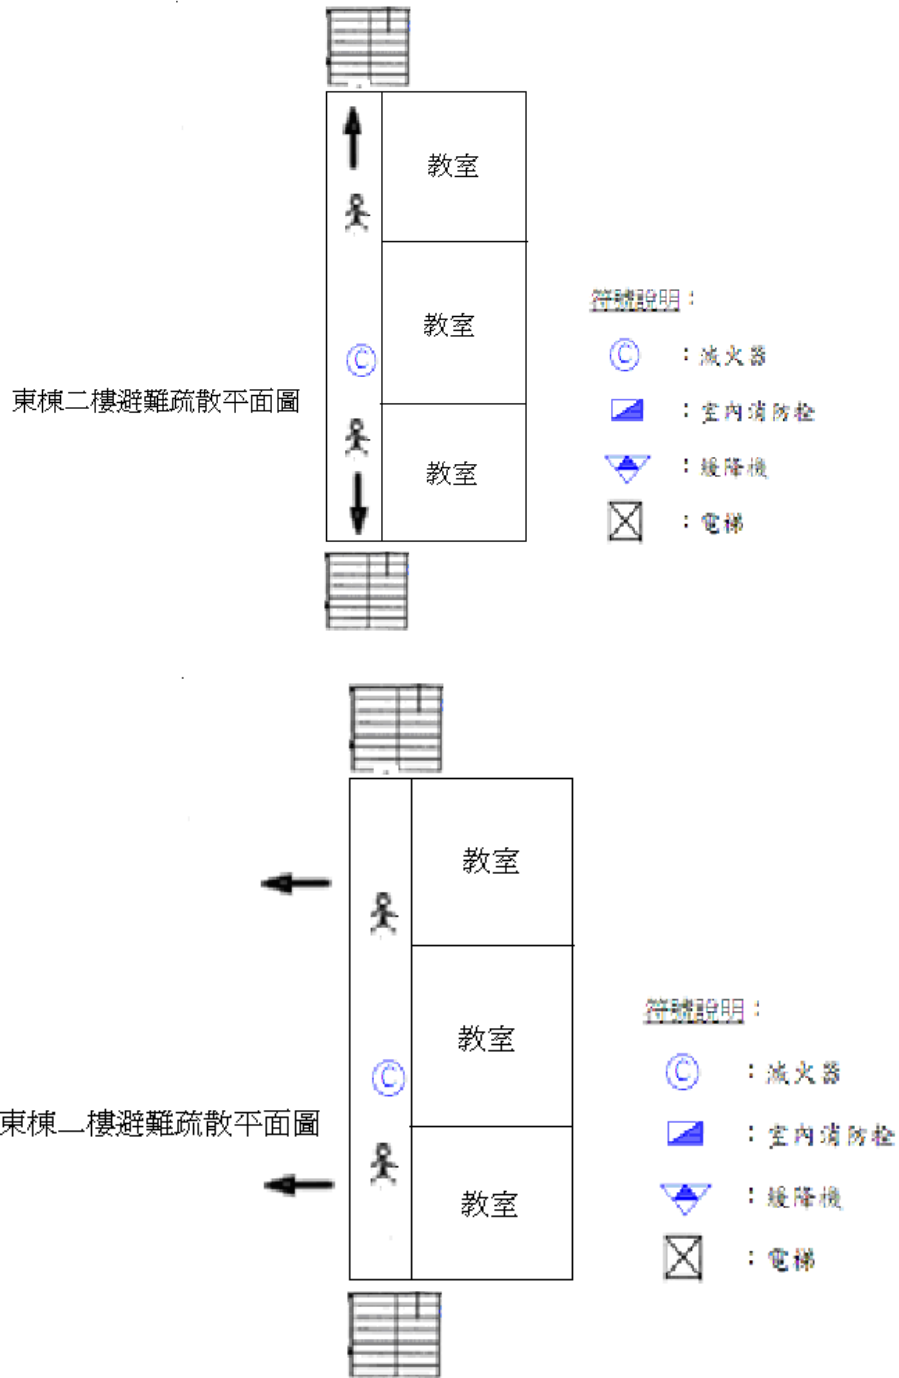 教室
教室
符號說明：
Ⓒ ：滅火器
東棟二樓避難疏散平面圖
：室內消防栓
教室
：緩降機
：電梯
教室
教室
符號說明：
Ⓒ ：滅火器
東棟一樓避難疏散平面圖
：室內消防栓
教室
：緩降機
：電梯